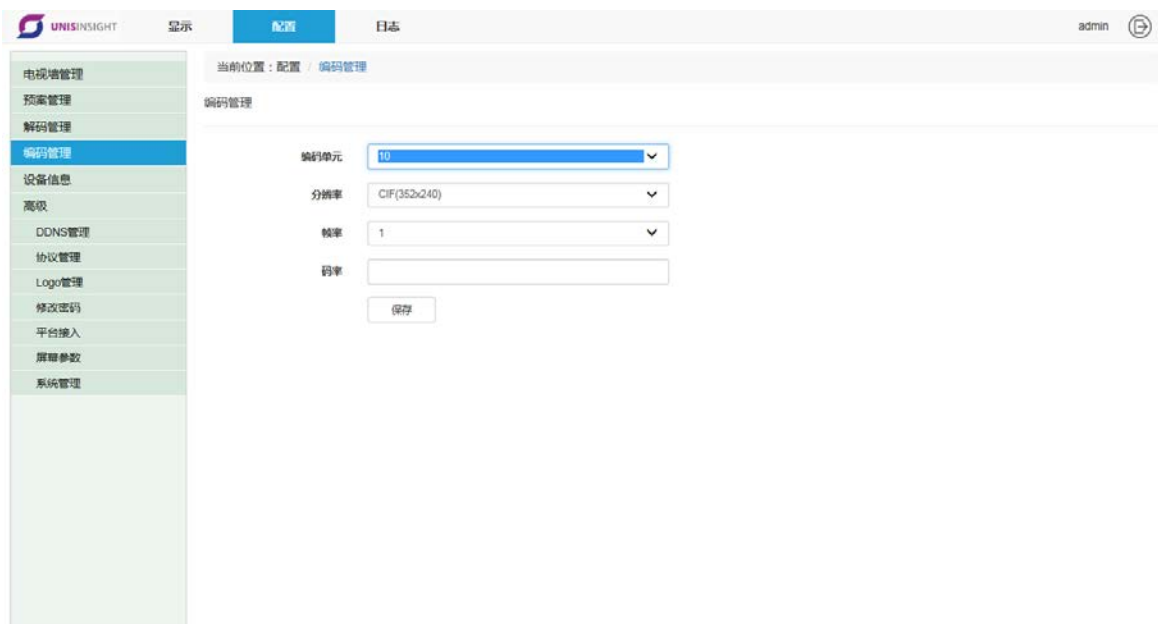 UNISINSIGHT 显示 配置 日志 admin
电视墙管理
预案管理
解码管理
编码管理
设备信息
高级
DDNS管理
协议管理
Logo管理
修改密码
平台接入
屏幕参数
系统管理
当前位置：配置 / 编码管理
编码管理
编码单元 10
分辨率 CIF(352x240)
帧率 1
码率
保存